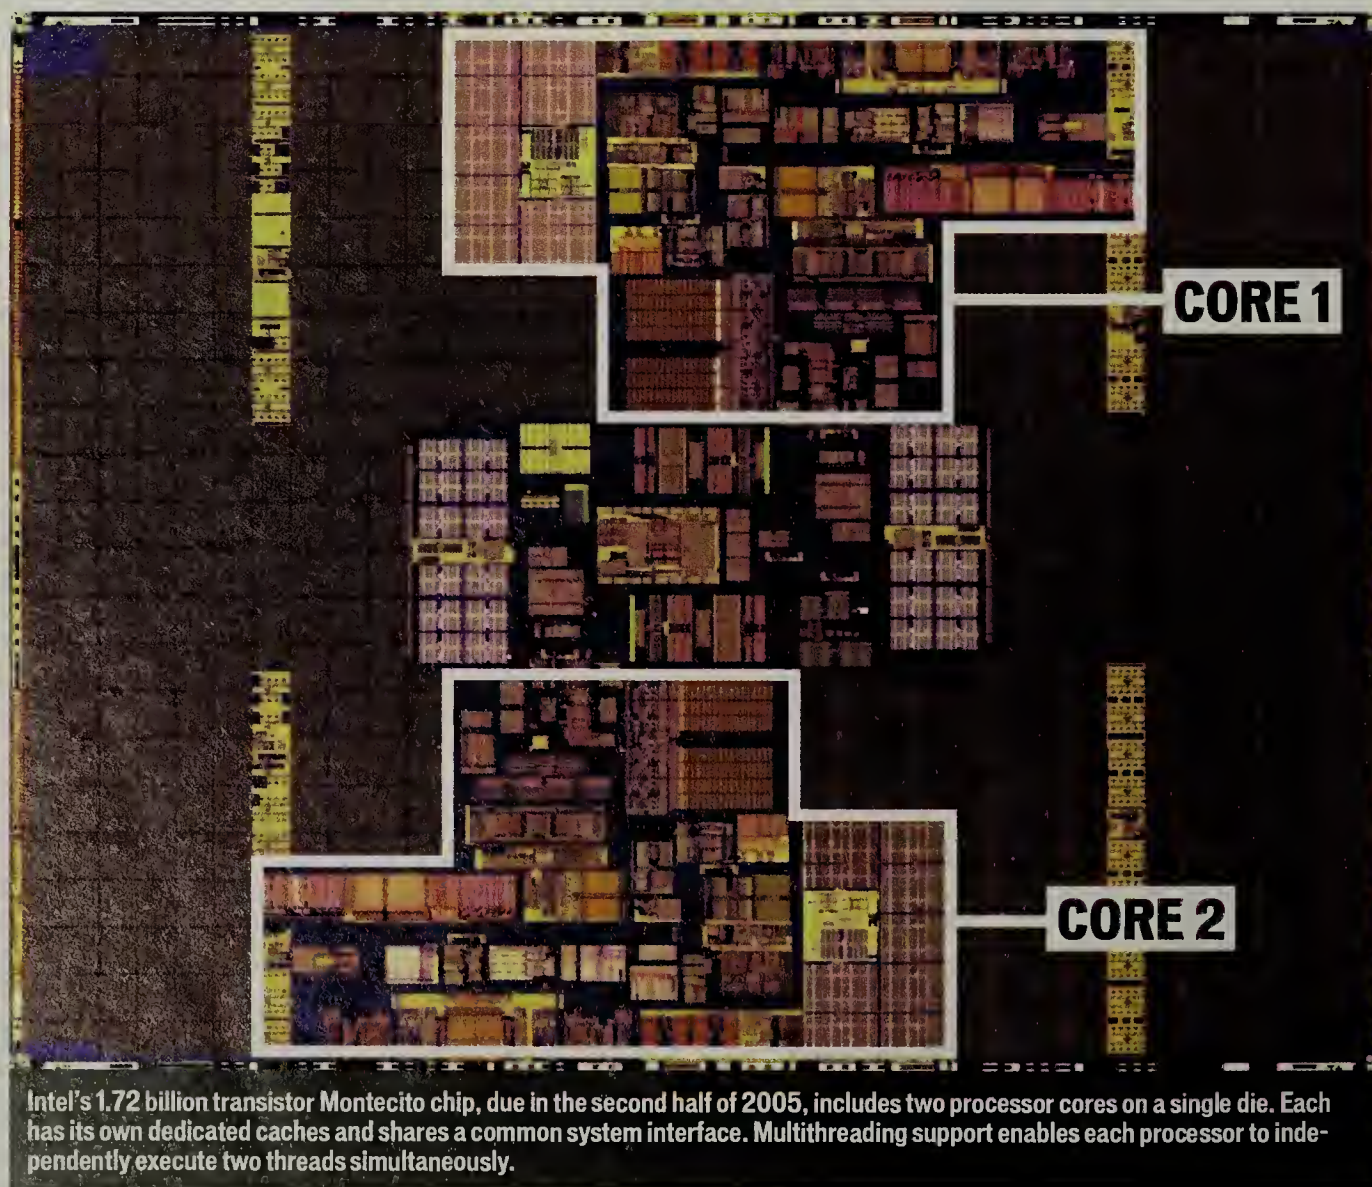 CORE 1
CORE 2
Intel's 1.72 billion transistor Montecito chip, due in the second half of 2005, includes two processor cores on a single die. Each
has its own dedicated caches and shares a common system interface. Multithreading support enables each processor to inde-
pendently execute two threads simultaneously.